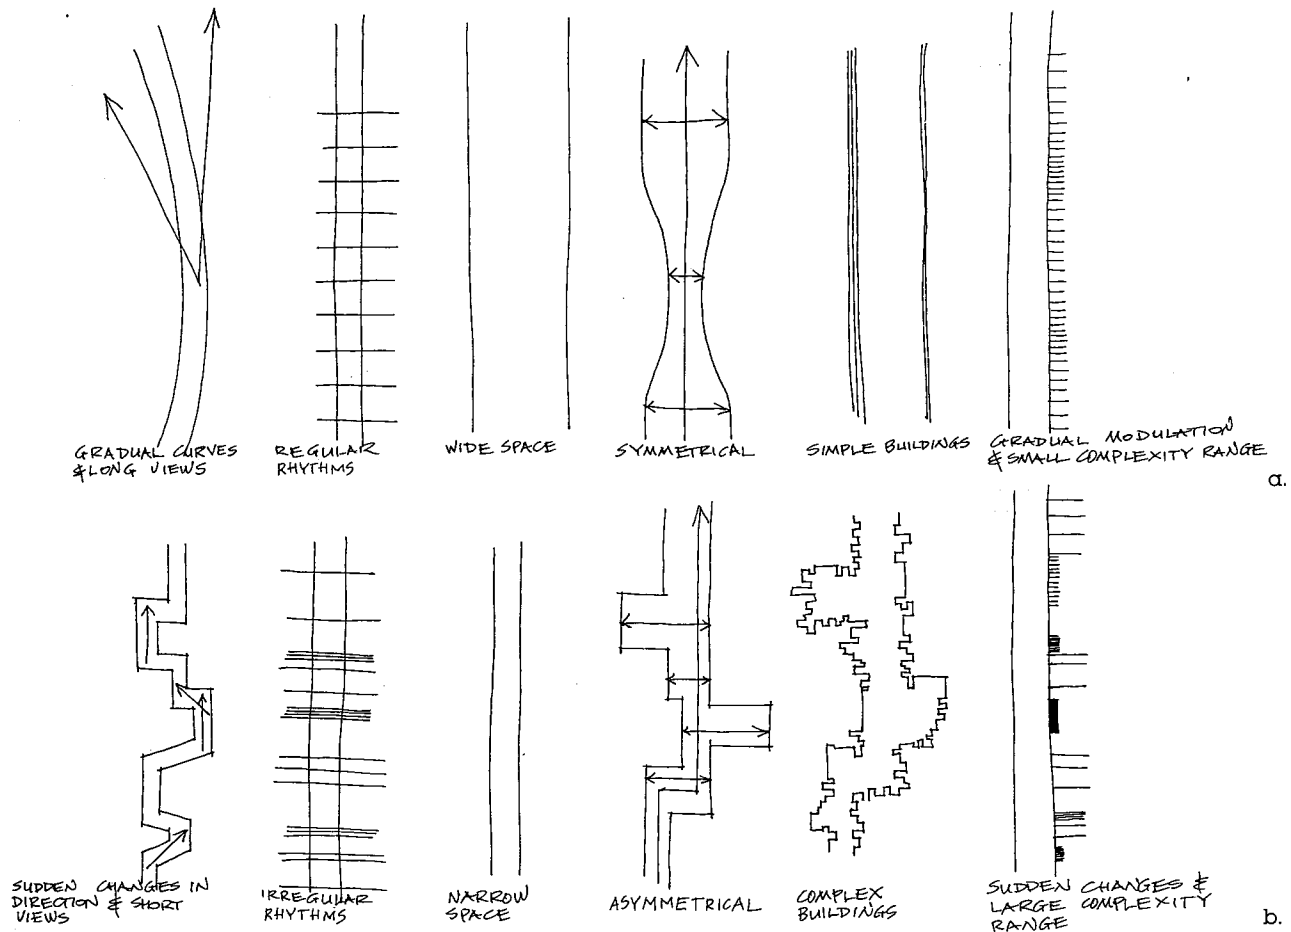 GRADUAL CURVES
& LONG VIEWS
REGULAR
RHYTHMS
WIDE SPACE
SYMMETRICAL
SIMPLE BUILDINGS
GRADUAL MODULATION
& SMALL COMPLEXITY RANGE
a.
SUDDEN CHANGES IN
DIRECTION & SHORT
VIEWS
IRREGULAR
RHYTHMS
NARROW
SPACE
ASYMMETRICAL
COMPLEX
BUILDINGS
SUDDEN CHANGES &
LARGE COMPLEXITY
RANGE
b.